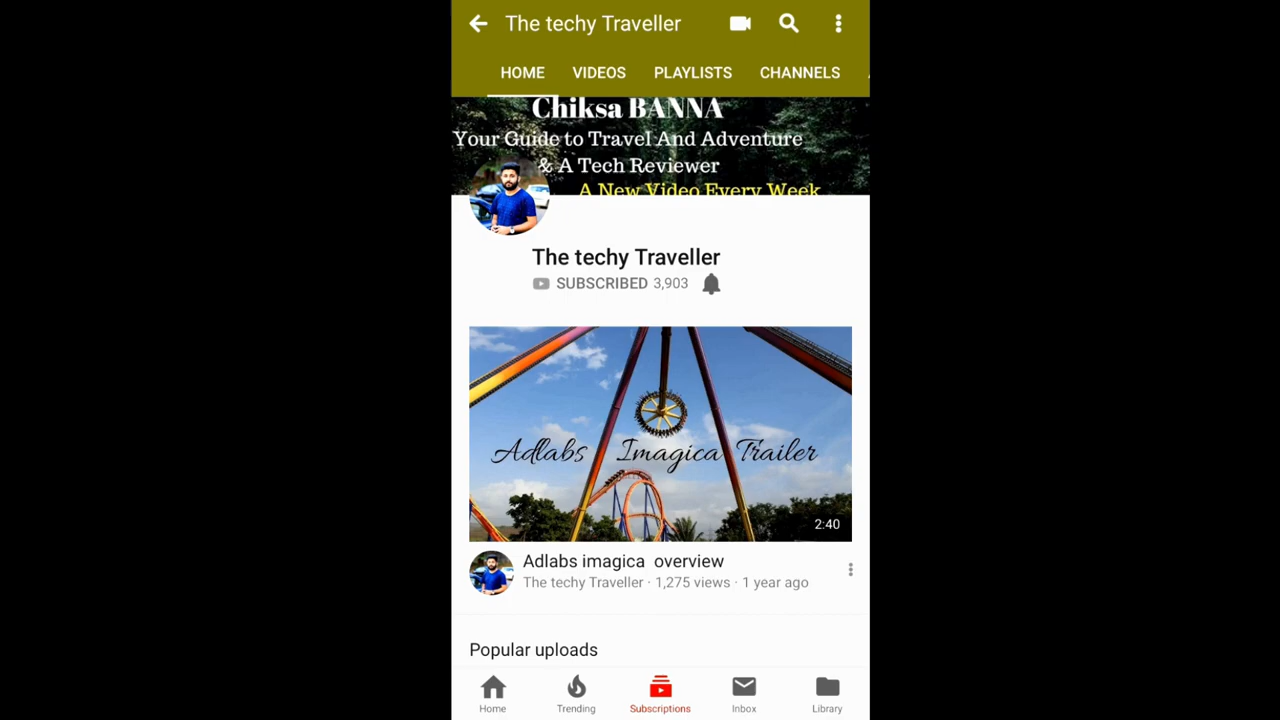 The techy Traveller
HOME VIDEOS PLAYLISTS CHANNELS
Chiksa BANNA
Your Guide to Travel And Adventure
& A Tech Reviewer
A New Video Every Week
The techy Traveller
SUBSCRIBED 3,903
Adlabs Imagica Trailer
2:40
Adlabs imagica overview
The techy Traveller · 1,275 views · 1 year ago
Popular uploads
Home Trending Subscriptions Inbox Library